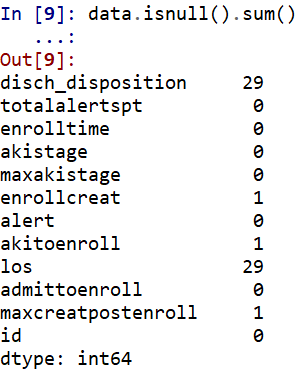 In [9]: data.isnull().sum()
   ...:
Out[9]:
disch_disposition     29
totalalertspt          0
enrolltime             0
akistage               0
maxakistage            0
enrollcreat            1
alert                  0
akitoenroll            1
los                   29
admittoenroll          0
maxcreatpostenroll     1
id                     0
dtype: int64